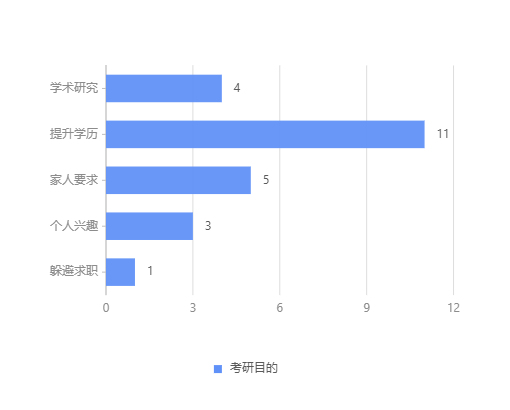 学术研究 4
提升学历 11
家人要求 5
个人兴趣 3
躲避求职 1
0 3 6 9 12
考研目的